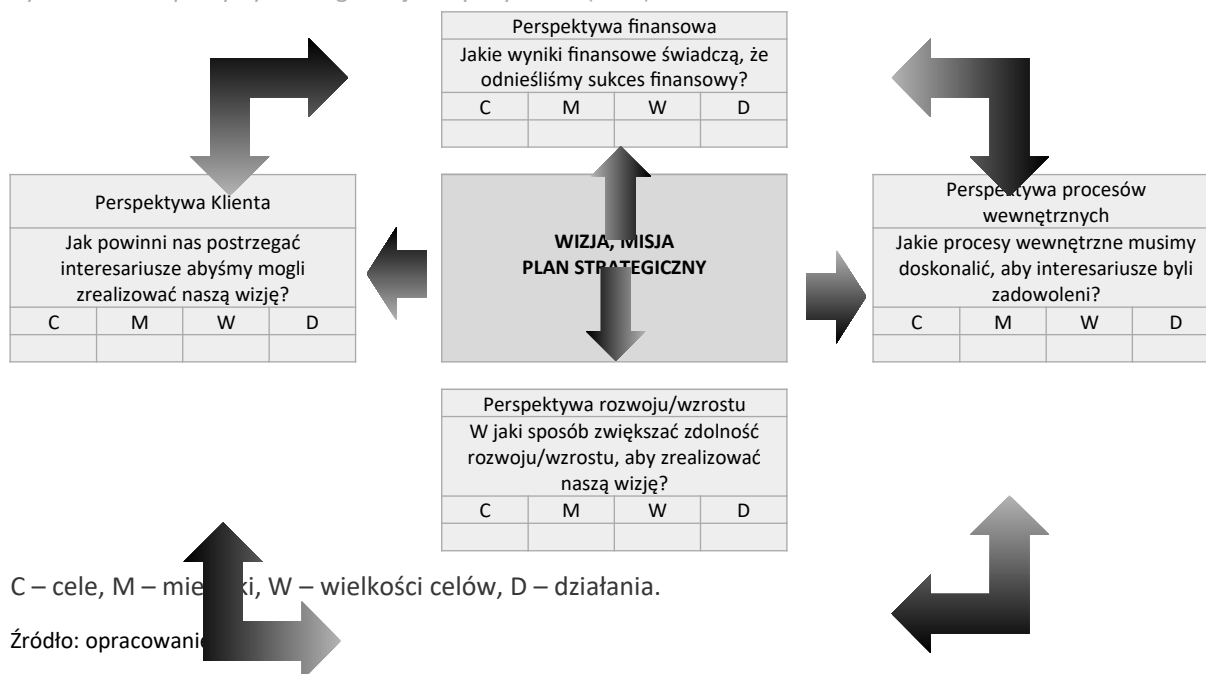 Perspektywa finansowa
Jakie wyniki finansowe świadczą, że
odnieśliśmy sukces finansowy?
C M W D
Perspektywa Klienta
Jak powinni nas postrzegać
interesariusze abyśmy mogli
zrealizować naszą wizję?
C M W D
WIZJA, MISJA
PLAN STRATEGICZNY
Perspektywa procesów
wewnętrznych
Jakie procesy wewnętrzne musimy
doskonalić, aby interesariusze byli
zadowoleni?
C M W D
Perspektywa rozwoju/wzrostu
W jaki sposób zwiększać zdolność
rozwoju/wzrostu, aby zrealizować
naszą wizję?
C M W D
C – cele, M – mierniki, W – wielkości celów, D – działania.
Źródło: opracowanie